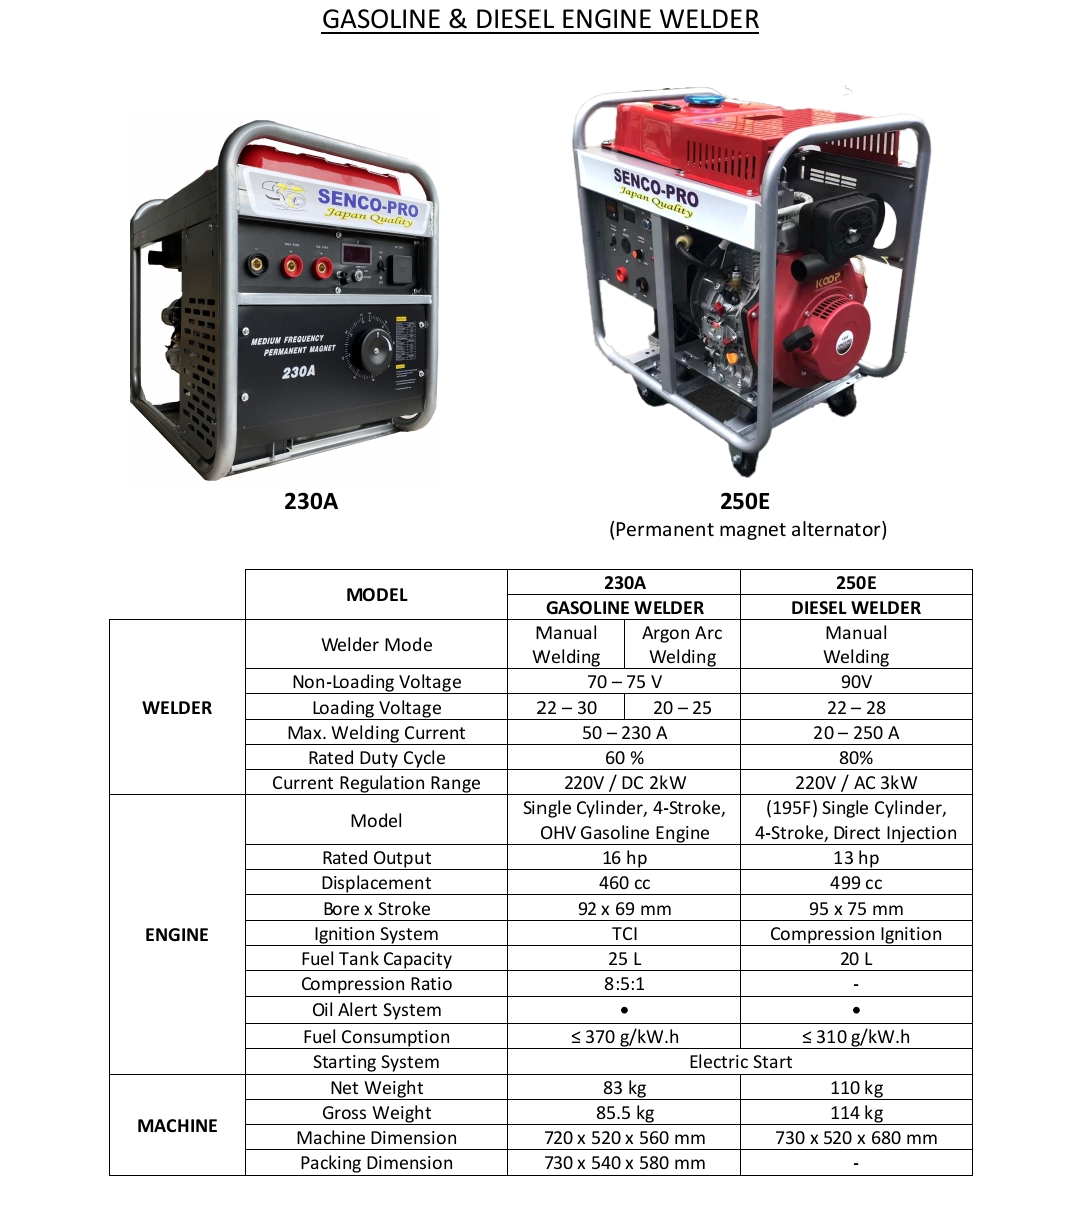 GASOLINE & DIESEL ENGINE WELDER
SENCO-PRO
Japan Quality
MEDIUM FREQUENCY
PERMANENT MAGNET
230A
SENCO-PRO
Japan Quality
KOOP
230A
250E
(Permanent magnet alternator)
MODEL 230A 250E
GASOLINE WELDER DIESEL WELDER
WELDER
Welder Mode Manual Welding Argon Arc Welding Manual Welding
Non-Loading Voltage 70 – 75 V 90V
Loading Voltage 22 – 30 20 – 25 22 – 28
Max. Welding Current 50 – 230 A 20 – 250 A
Rated Duty Cycle 60 % 80%
Current Regulation Range 220V / DC 2kW 220V / AC 3kW
ENGINE
Model Single Cylinder, 4-Stroke, OHV Gasoline Engine (195F) Single Cylinder, 4-Stroke, Direct Injection
Rated Output 16 hp 13 hp
Displacement 460 cc 499 cc
Bore x Stroke 92 x 69 mm 95 x 75 mm
Ignition System TCI Compression Ignition
Fuel Tank Capacity 25 L 20 L
Compression Ratio 8:5:1 -
Oil Alert System • •
Fuel Consumption ≤ 370 g/kW.h ≤ 310 g/kW.h
Starting System Electric Start
MACHINE
Net Weight 83 kg 110 kg
Gross Weight 85.5 kg 114 kg
Machine Dimension 720 x 520 x 560 mm 730 x 520 x 680 mm
Packing Dimension 730 x 540 x 580 mm -